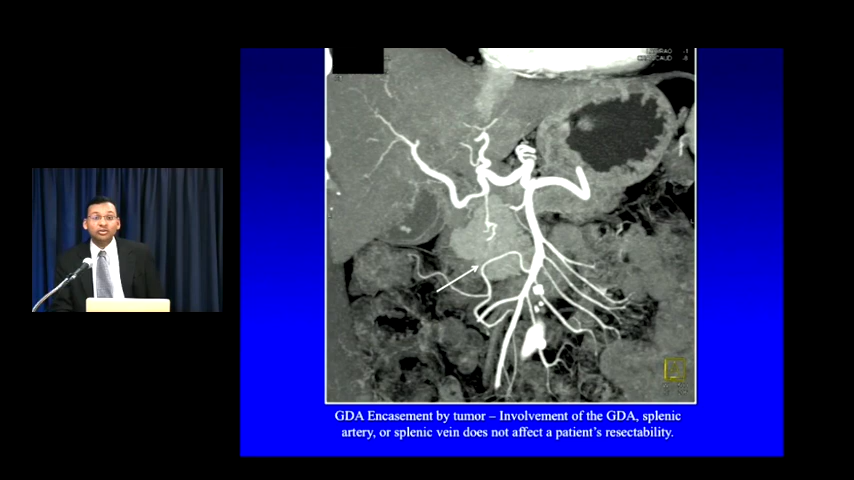 GDA Encasement by tumor – Involvement of the GDA, splenic
artery, or splenic vein does not affect a patient’s resectability.